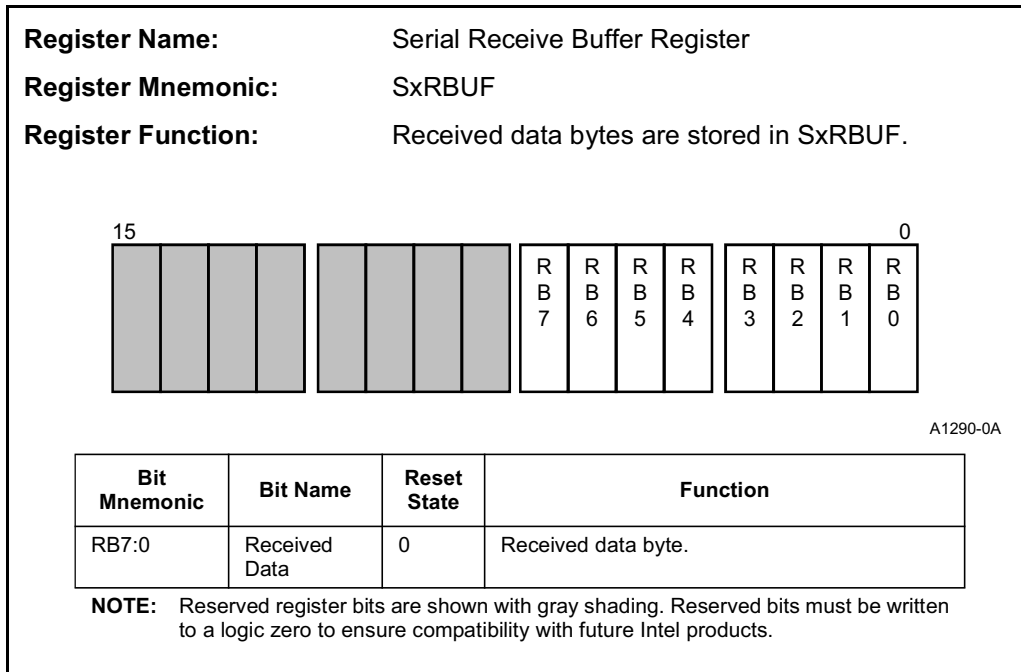 Register Name: Serial Receive Buffer Register
Register Mnemonic: SxRBUF
Register Function: Received data bytes are stored in SxRBUF.
15 0
R R R R R R R R
B B B B B B B B
7 6 5 4 3 2 1 0
A1290-0A
Bit Mnemonic Bit Name Reset State Function
RB7:0 Received Data 0 Received data byte.
NOTE: Reserved register bits are shown with gray shading. Reserved bits must be written
to a logic zero to ensure compatibility with future Intel products.